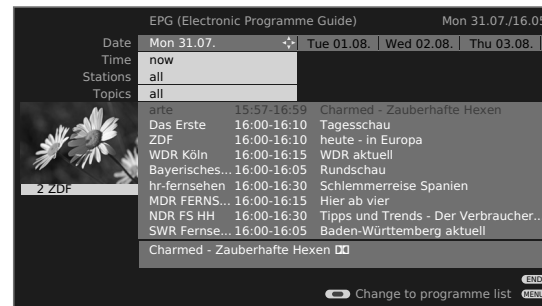 EPG (Electronic Programme Guide) Mon 31.07./16:05
Date Mon 31.07. Tue 01.08. Wed 02.08. Thu 03.08.
Time now
Stations all
Topics all
arte 15:57-16:59 Charmed - Zauberhafte Hexen
Das Erste 16:00-16:10 Tagesschau
ZDF 16:00-16:10 heute - in Europa
WDR Köln 16:00-16:15 WDR aktuell
Bayerisches... 16:00-16:05 Rundschau
2 ZDF
hr-fernsehen 16:00-16:30 Schlemmerreise Spanien
MDR FERNS... 16:00-16:15 Hier ab vier
NDR FS HH 16:00-16:30 Tipps und Trends - Der Verbraucher...
SWR Fernse... 16:00-16:05 Baden-Württemberg aktuell
Charmed - Zauberhafte Hexen
END
Change to programme list MENU